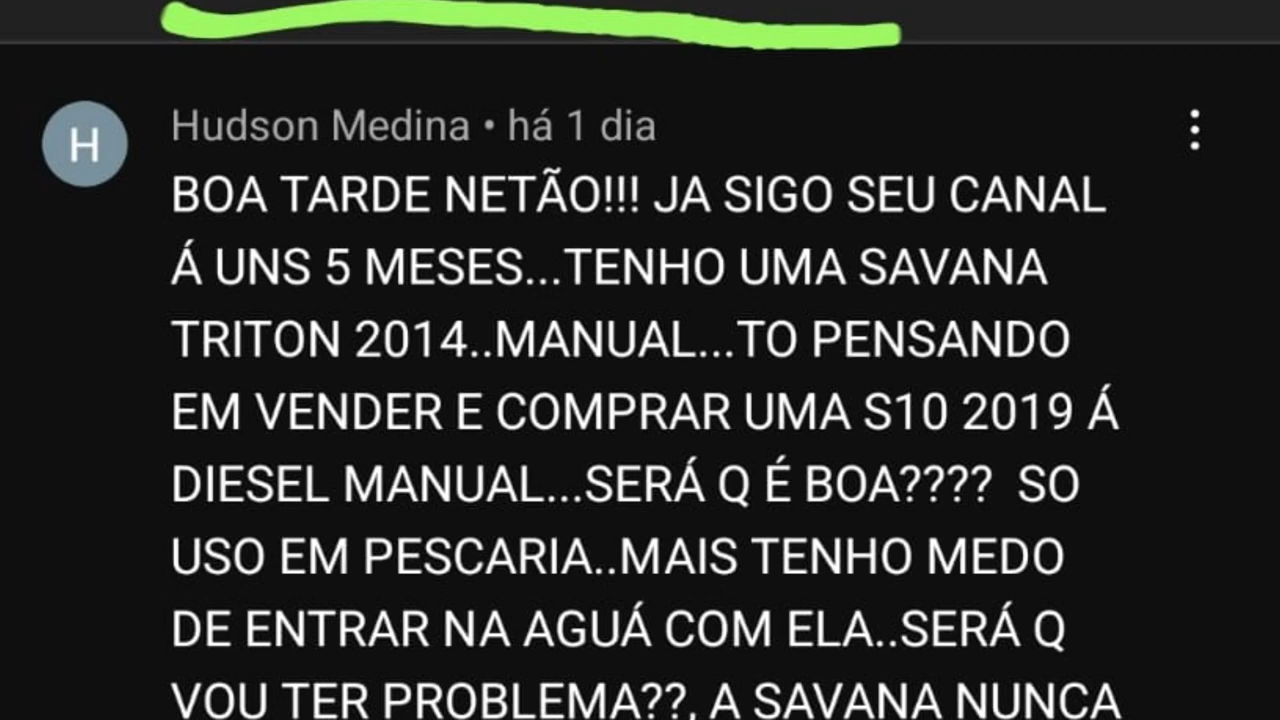 H
Hudson Medina • há 1 dia
BOA TARDE NETÃO!!! JA SIGO SEU CANAL
Á UNS 5 MESES...TENHO UMA SAVANA
TRITON 2014..MANUAL...TO PENSANDO
EM VENDER E COMPRAR UMA S10 2019 Á
DIESEL MANUAL...SERÁ Q É BOA???? SO
USO EM PESCARIA..MAIS TENHO MEDO
DE ENTRAR NA AGUÁ COM ELA..SERÁ Q
VOU TER PROBLEMA??, A SAVANA NUNCA